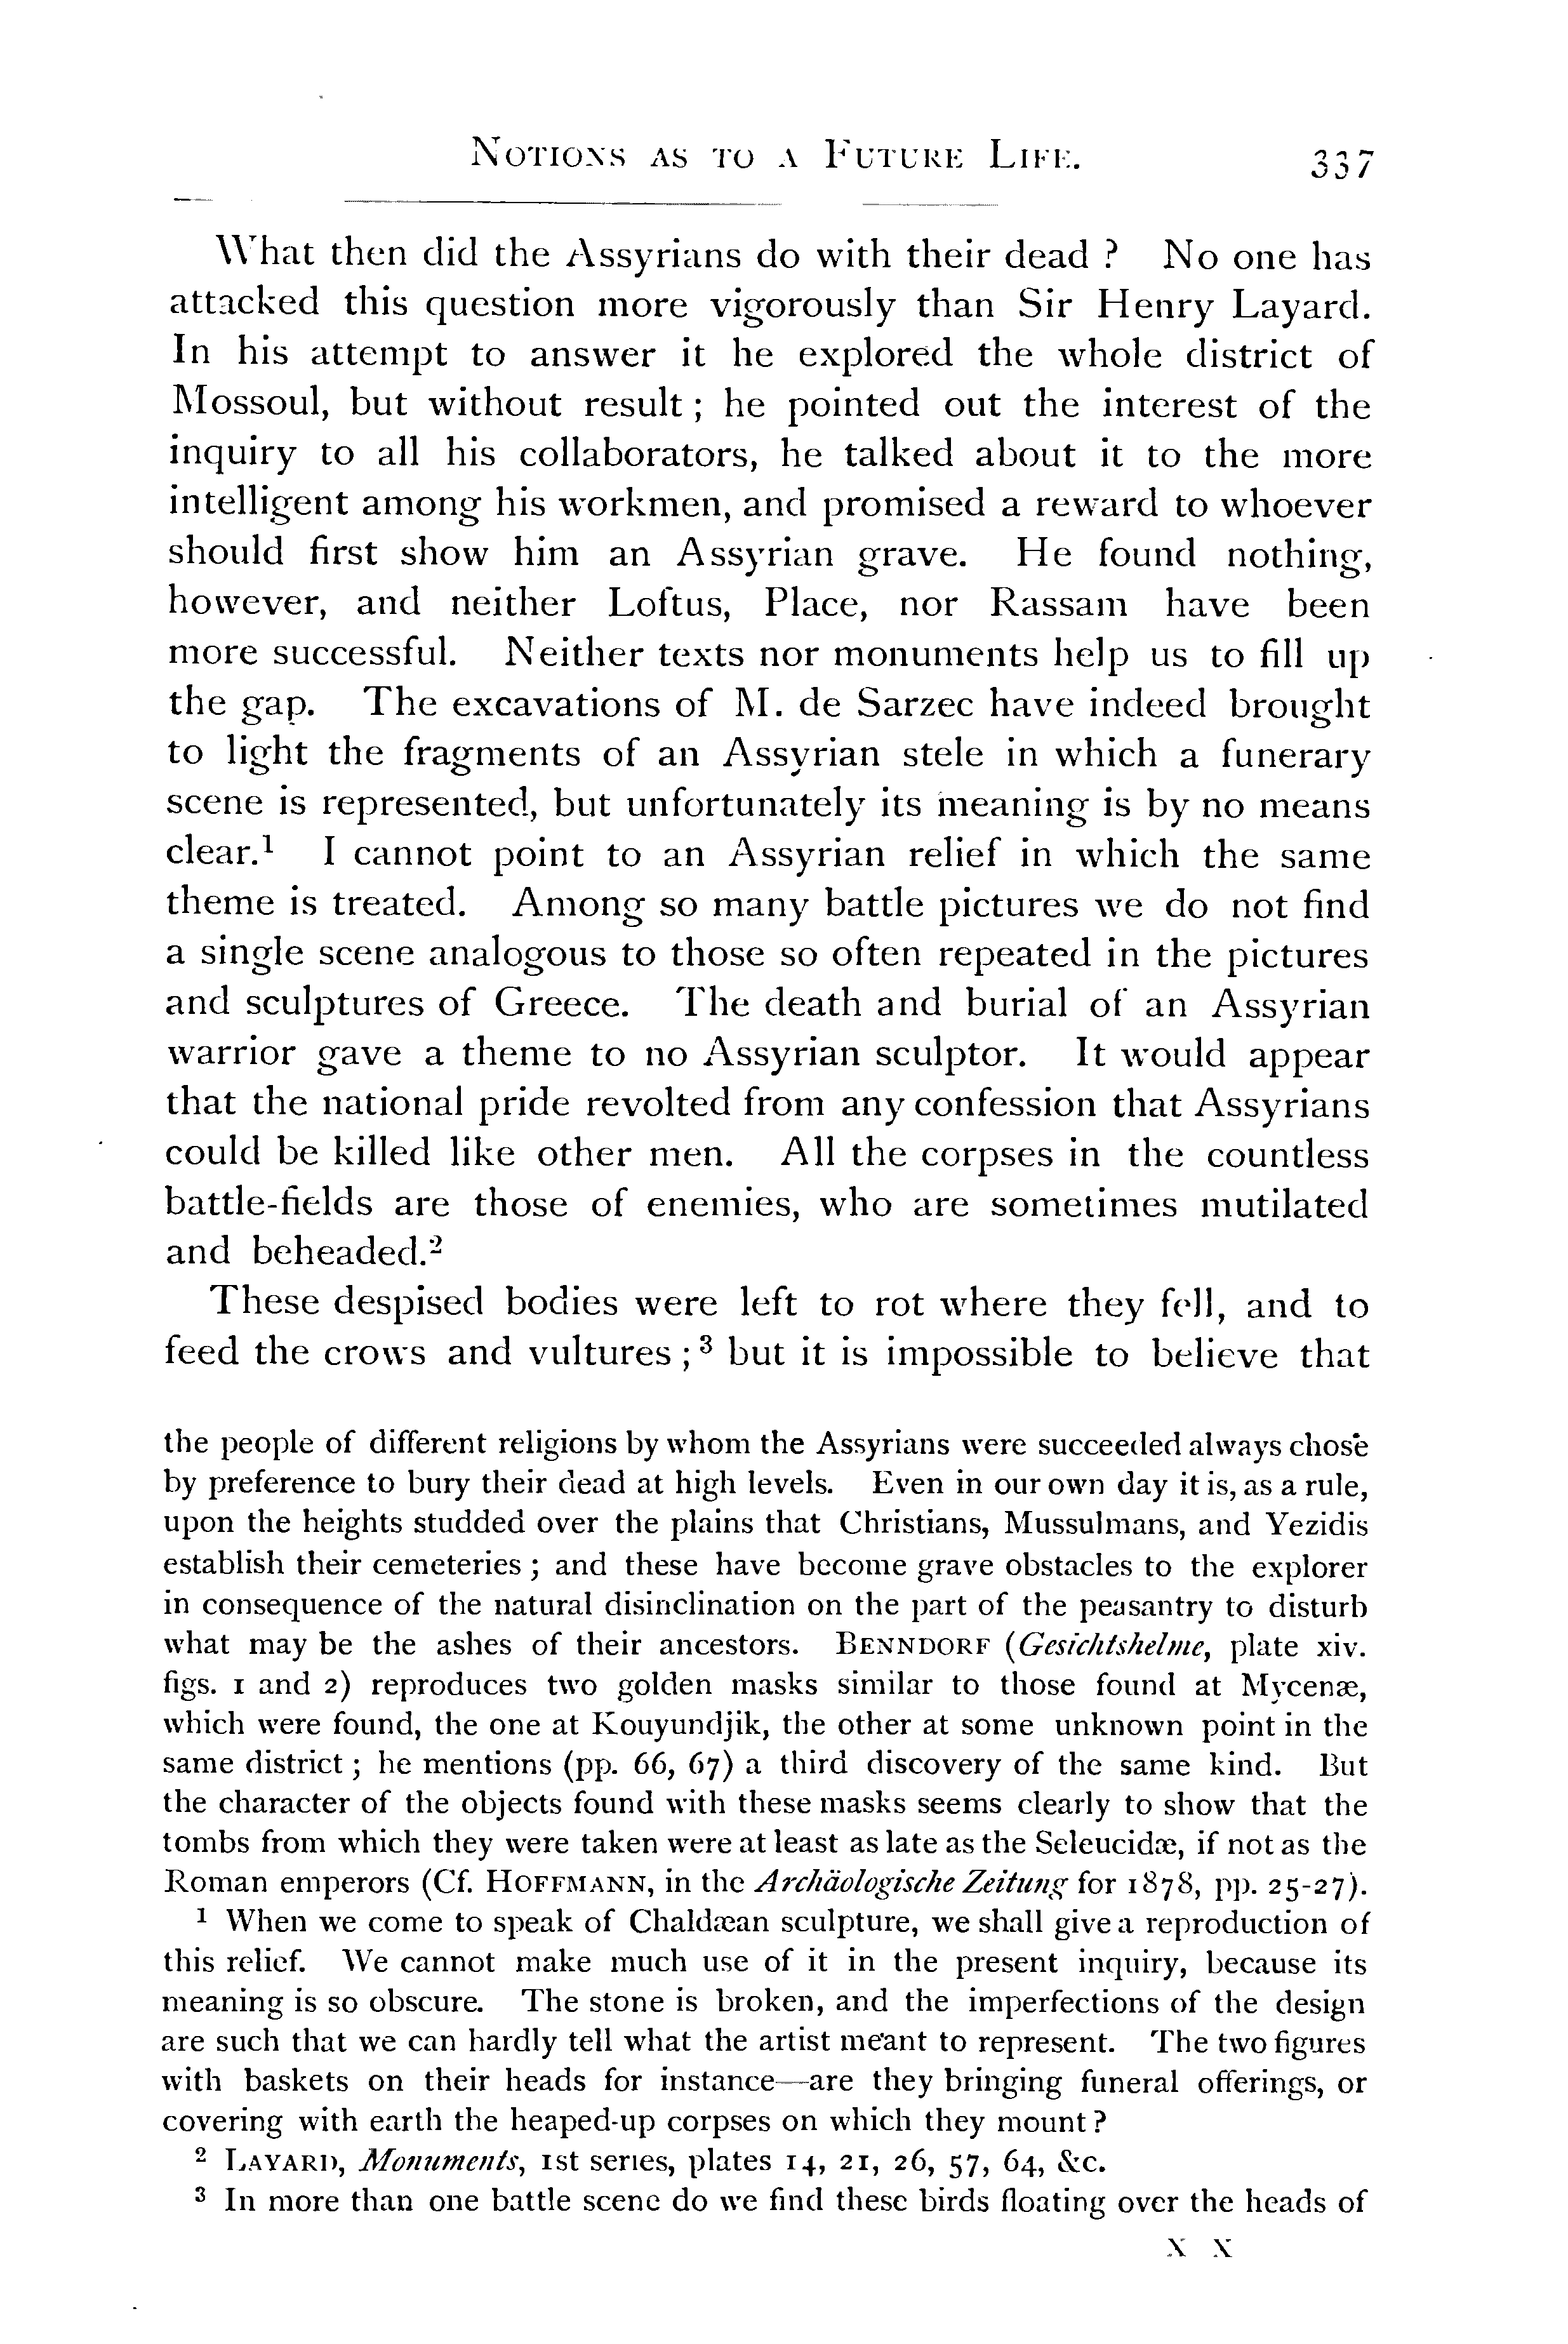 NOTIONS AS TO A FUTURE LIFE. 337
What then did the Assyrians do with their dead ? No one has
attacked this question more vigorously than Sir Henry Layard.
In his attempt to answer it he explored the whole district of
Mossoul, but without result ; he pointed out the interest of the
inquiry to all his collaborators, he talked about it to the more
intelligent among his workmen, and promised a reward to whoever
should first show him an Assyrian grave. He found nothing,
however, and neither Loftus, Place, nor Rassam have been
more successful. Neither texts nor monuments help us to fill up
the gap. The excavations of M. de Sarzec have indeed brought
to light the fragments of an Assyrian stele in which a funerary
scene is represented, but unfortunately its meaning is by no means
clear.¹ I cannot point to an Assyrian relief in which the same
theme is treated. Among so many battle pictures we do not find
a single scene analogous to those so often repeated in the pictures
and sculptures of Greece. The death and burial of an Assyrian
warrior gave a theme to no Assyrian sculptor. It would appear
that the national pride revolted from any confession that Assyrians
could be killed like other men. All the corpses in the countless
battle-fields are those of enemies, who are sometimes mutilated
and beheaded.²
These despised bodies were left to rot where they fell, and to
feed the crows and vultures ; ³ but it is impossible to believe that
the people of different religions by whom the Assyrians were succeeded always chose
by preference to bury their dead at high levels. Even in our own day it is, as a rule,
upon the heights studded over the plains that Christians, Mussulmans, and Yezidis
establish their cemeteries ; and these have become grave obstacles to the explorer
in consequence of the natural disinclination on the part of the peasantry to disturb
what may be the ashes of their ancestors. BENNDORF (Gesichtshelme, plate xiv.
figs. 1 and 2) reproduces two golden masks similar to those found at Mycenæ,
which were found, the one at Kouyundjik, the other at some unknown point in the
same district ; he mentions (pp. 66, 67) a third discovery of the same kind. But
the character of the objects found with these masks seems clearly to show that the
tombs from which they were taken were at least as late as the Seleucidæ, if not as the
Roman emperors (Cf. HOFFMANN, in the Archäologische Zeitung for 1878, pp. 25-27).
¹ When we come to speak of Chaldæan sculpture, we shall give a reproduction of
this relief. We cannot make much use of it in the present inquiry, because its
meaning is so obscure. The stone is broken, and the imperfections of the design
are such that we can hardly tell what the artist meant to represent. The two figures
with baskets on their heads for instance—are they bringing funeral offerings, or
covering with earth the heaped-up corpses on which they mount ?
² LAYARD, Monuments, 1st series, plates 14, 21, 26, 57, 64, &c.
³ In more than one battle scene do we find these birds floating over the heads of
X X